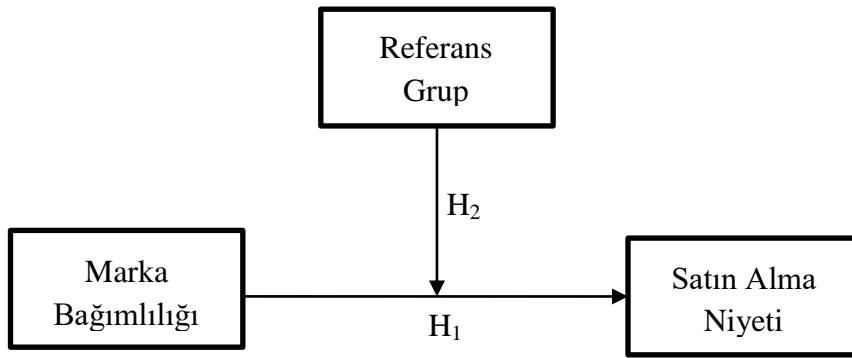 Referans
Grup
H₂
Marka
Bağımlılığı
H₁
Satın Alma
Niyeti